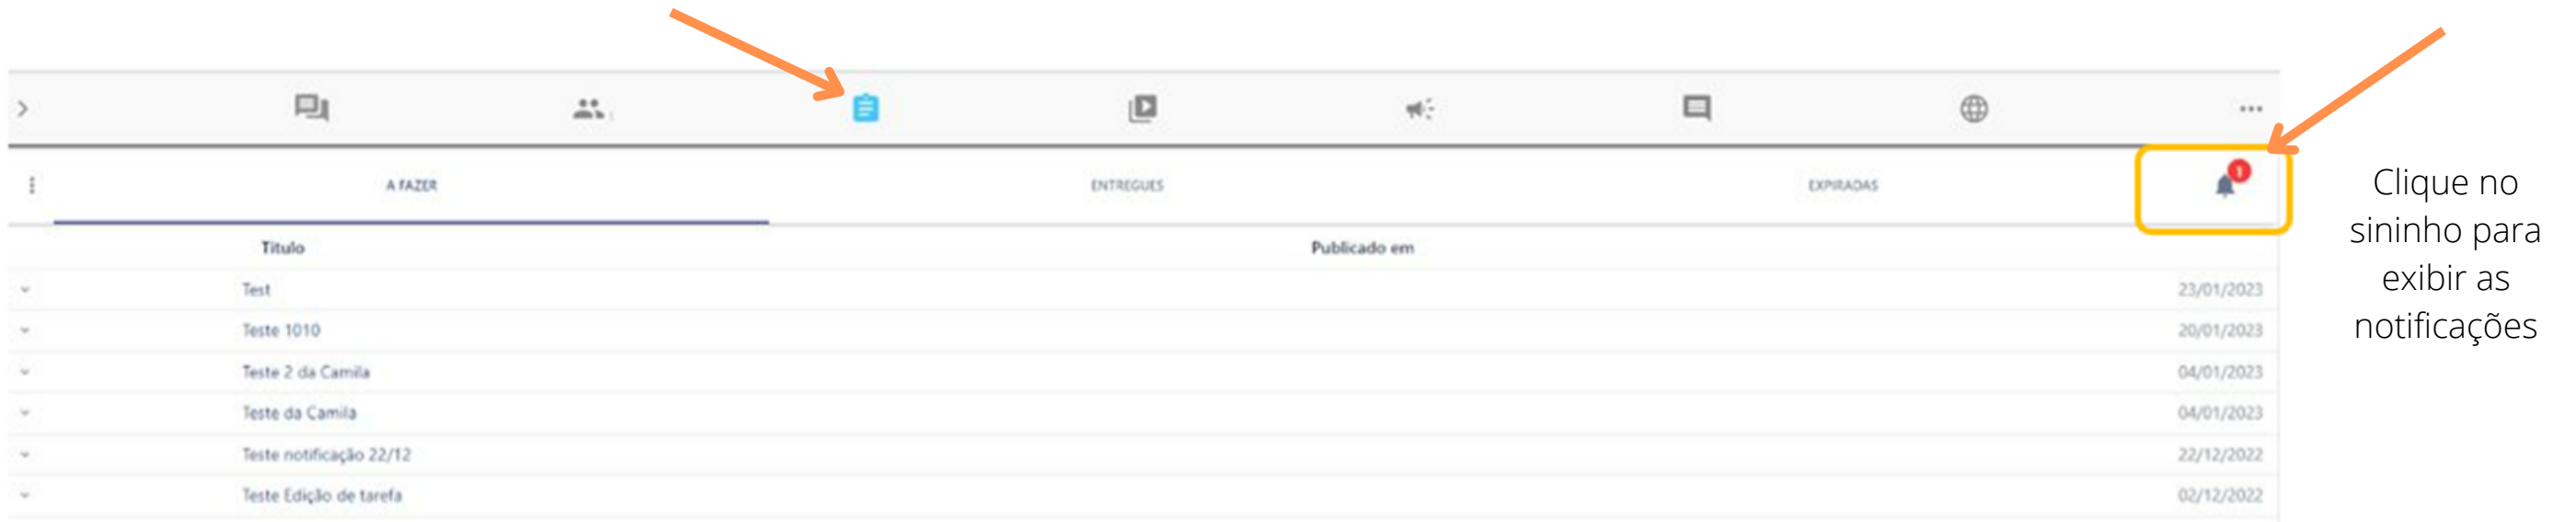 1
A FAZER
ENTREGUES
EXPIRADAS
Clique no
sininho para
exibir as
notificações
Titulo
Publicado em
Test
23/01/2023
Teste 1010
20/01/2023
Teste 2 da Camila
04/01/2023
Teste da Camila
04/01/2023
Teste notificação 22/12
22/12/2022
Teste Edição de tarefa
02/12/2022